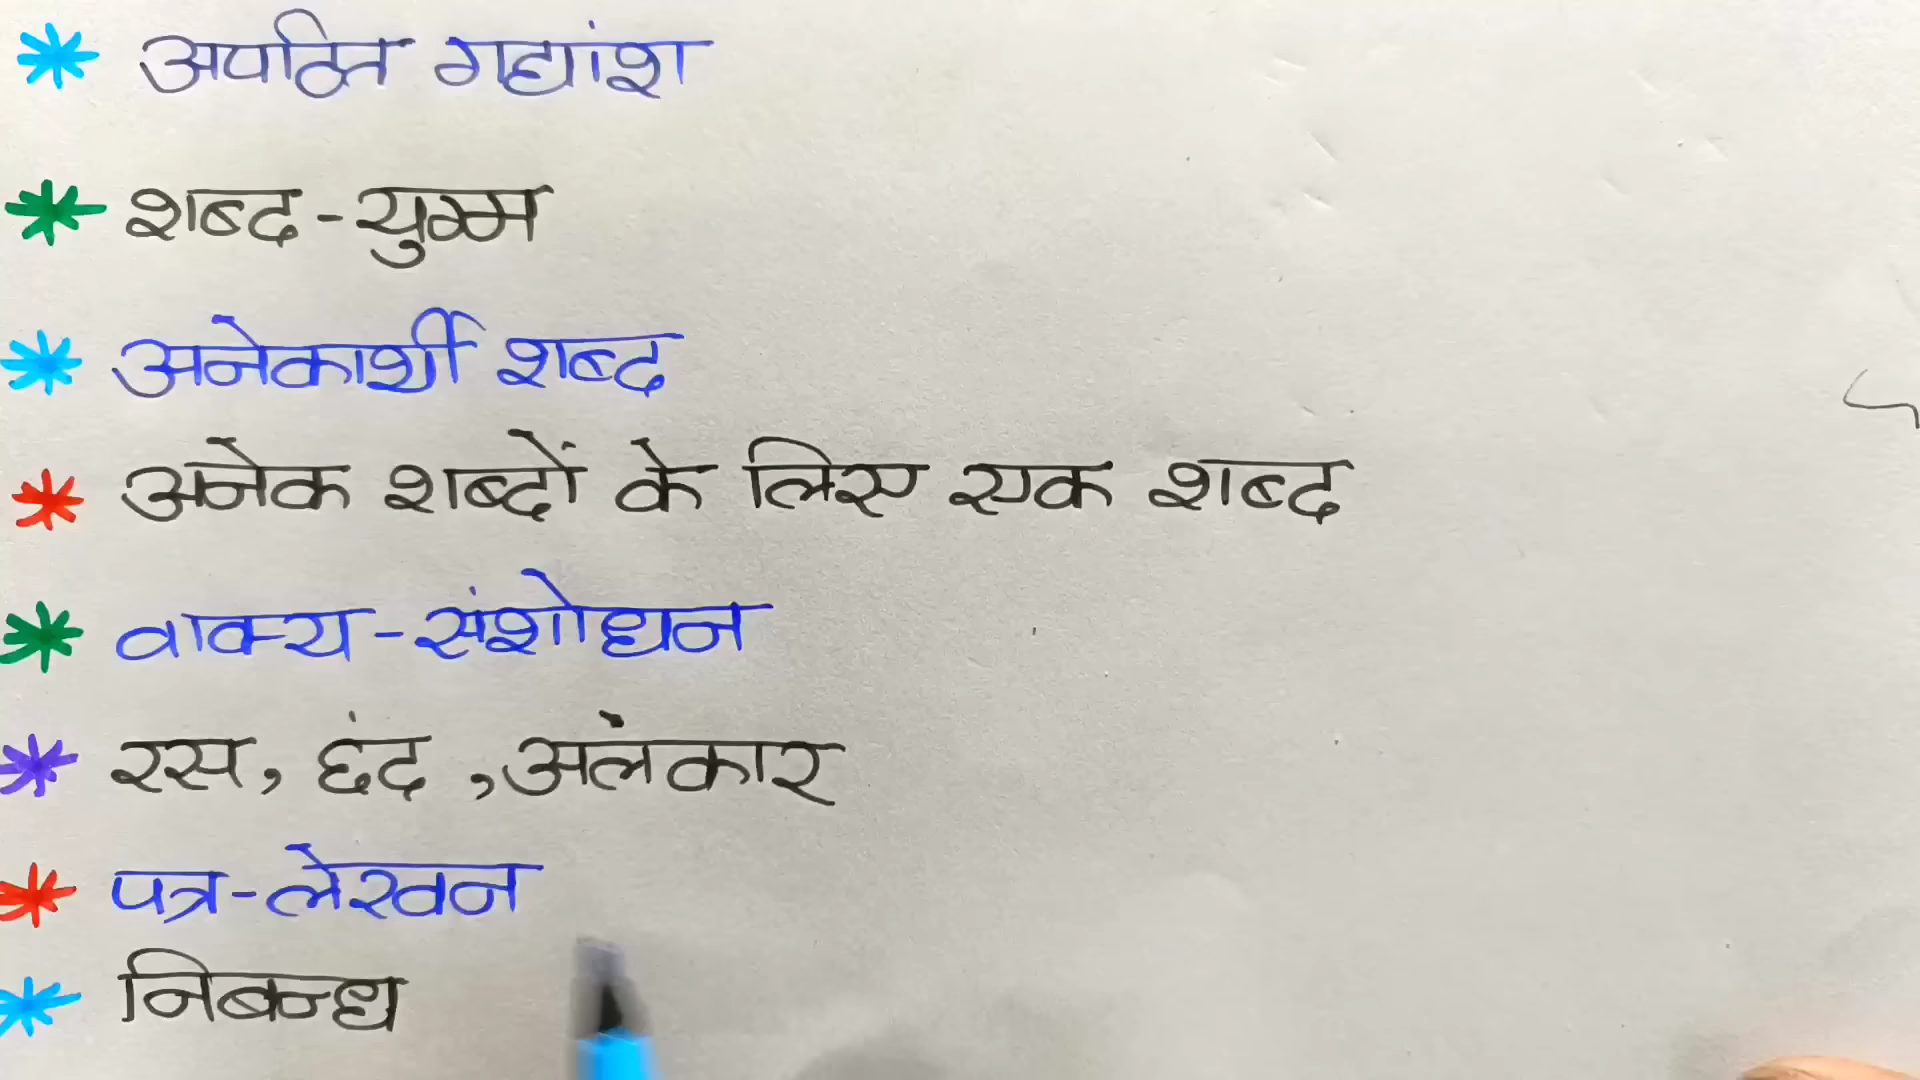 अपठित गद्यांश
शब्द-युग्म
अनेकार्थी शब्द
अनेक शब्दों के लिए एक शब्द
वाक्य-संशोधन
रस, छंद ,अलंकार
पत्र-लेखन
निबन्ध